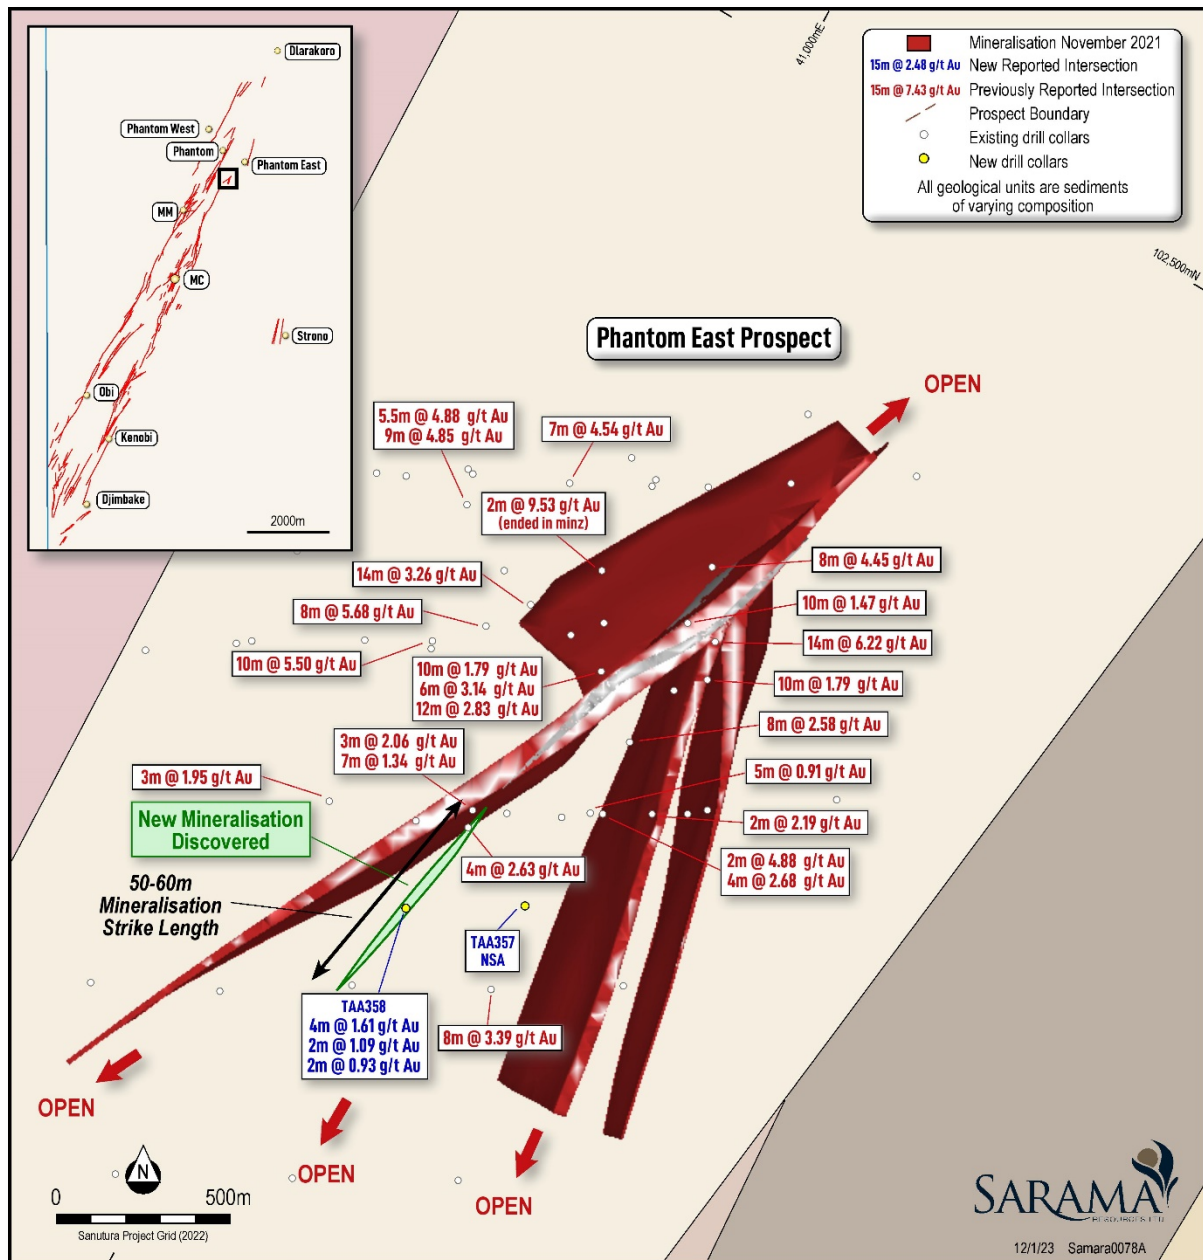 Dlarakoro
Phantom West
Phantom
Phantom East
MM
MC
Strono
Obi
Kenobi
Djimbake
2000m
41,000mE
Mineralisation November 2021
15m @ 2.48 g/t Au New Reported Intersection
15m @ 7.43 g/t Au Previously Reported Intersection
Prospect Boundary
Existing drill collars
New drill collars
All geological units are sediments
of varying composition
102,500mN
Phantom East Prospect
OPEN
5.5m @ 4.88 g/t Au
9m @ 4.85 g/t Au
7m @ 4.54 g/t Au
2m @ 9.53 g/t Au
(ended in minz)
14m @ 3.26 g/t Au
8m @ 4.45 g/t Au
8m @ 5.68 g/t Au
10m @ 1.47 g/t Au
10m @ 5.50 g/t Au
14m @ 6.22 g/t Au
10m @ 1.79 g/t Au
6m @ 3.14 g/t Au
12m @ 2.83 g/t Au
10m @ 1.79 g/t Au
8m @ 2.58 g/t Au
3m @ 2.06 g/t Au
7m @ 1.34 g/t Au
3m @ 1.95 g/t Au
5m @ 0.91 g/t Au
New Mineralisation
Discovered
2m @ 2.19 g/t Au
4m @ 2.63 g/t Au
2m @ 4.88 g/t Au
4m @ 2.68 g/t Au
50-60m
Mineralisation
Strike Length
TAA357
NSA
TAA358
4m @ 1.61 g/t Au
2m @ 1.09 g/t Au
2m @ 0.93 g/t Au
8m @ 3.39 g/t Au
OPEN
OPEN
OPEN
N
0 500m
Sanutura Project Grid (2022)
SARAMA
RESOURCES LTD
12/1/23 Samara0078A